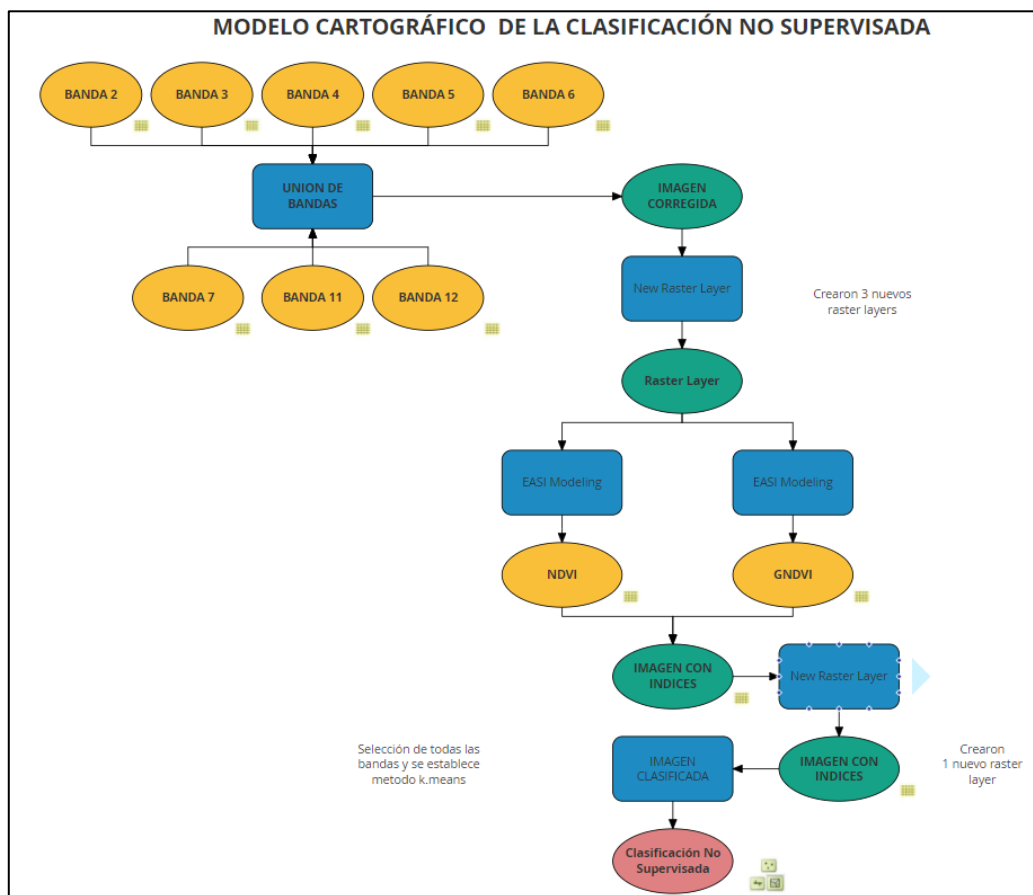 MODELO CARTOGRÁFICO DE LA CLASIFICACIÓN NO SUPERVISADA
BANDA 2
BANDA 3
BANDA 4
BANDA 5
BANDA 6
UNION DE
BANDAS
IMAGEN
CORREGIDA
BANDA 7
BANDA 11
BANDA 12
New Raster Layer
Crearon 3 nuevos
raster layers
Raster Layer
EASI Modeling
EASI Modeling
NDVI
GNDVI
IMAGEN CON
INDICES
New Raster Layer
Selección de todas las
bandas y se establece
metodo k.means
IMAGEN
CLASIFICADA
IMAGEN CON
INDICES
Crearon
1 nuevo raster
layer
Clasificación No
Supervisada